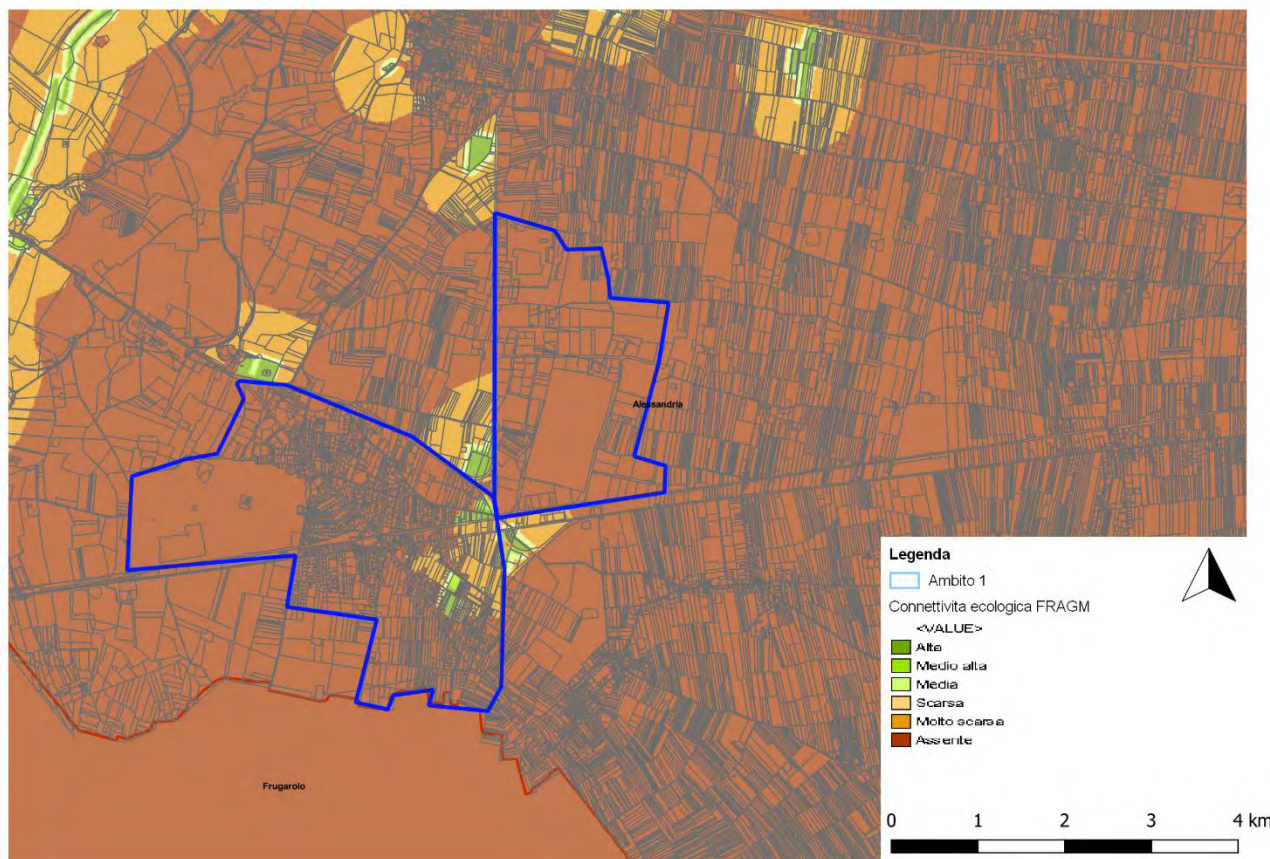 Alessandria
Frugarolo
Legenda
Ambito 1
Connettivita ecologica FRAGM
<VALUE>
Alta
Medio alta
Media
Scarsa
Molto scarsa
Assente
0 1 2 3 4 km